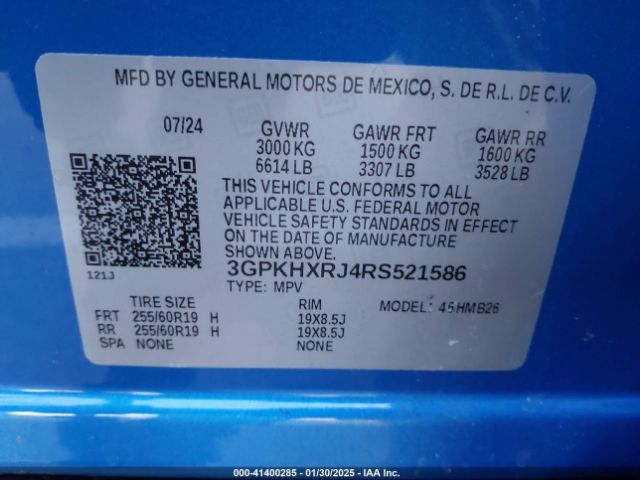 MFD BY GENERAL MOTORS DE MEXICO, S. DE R.L. DE C.V.
07/24 GVWR GAWR FRT GAWR RR
3000 KG 1500 KG 1600 KG
6614 LB 3307 LB 3528 LB
THIS VEHICLE CONFORMS TO ALL
APPLICABLE U.S. FEDERAL MOTOR
VEHICLE SAFETY STANDARDS IN EFFECT
ON THE DATE OF MANUFACTURE
SHOWN ABOVE.
3GPKHXRJ4RS521586
121J
TYPE: MPV
TIRE SIZE RIM MODEL: 45HMB26
FRT 255/60R19 H 19X8.5J
RR 255/60R19 H 19X8.5J
SPA NONE NONE
000-41400285 - 01/30/2025 - IAA Inc.